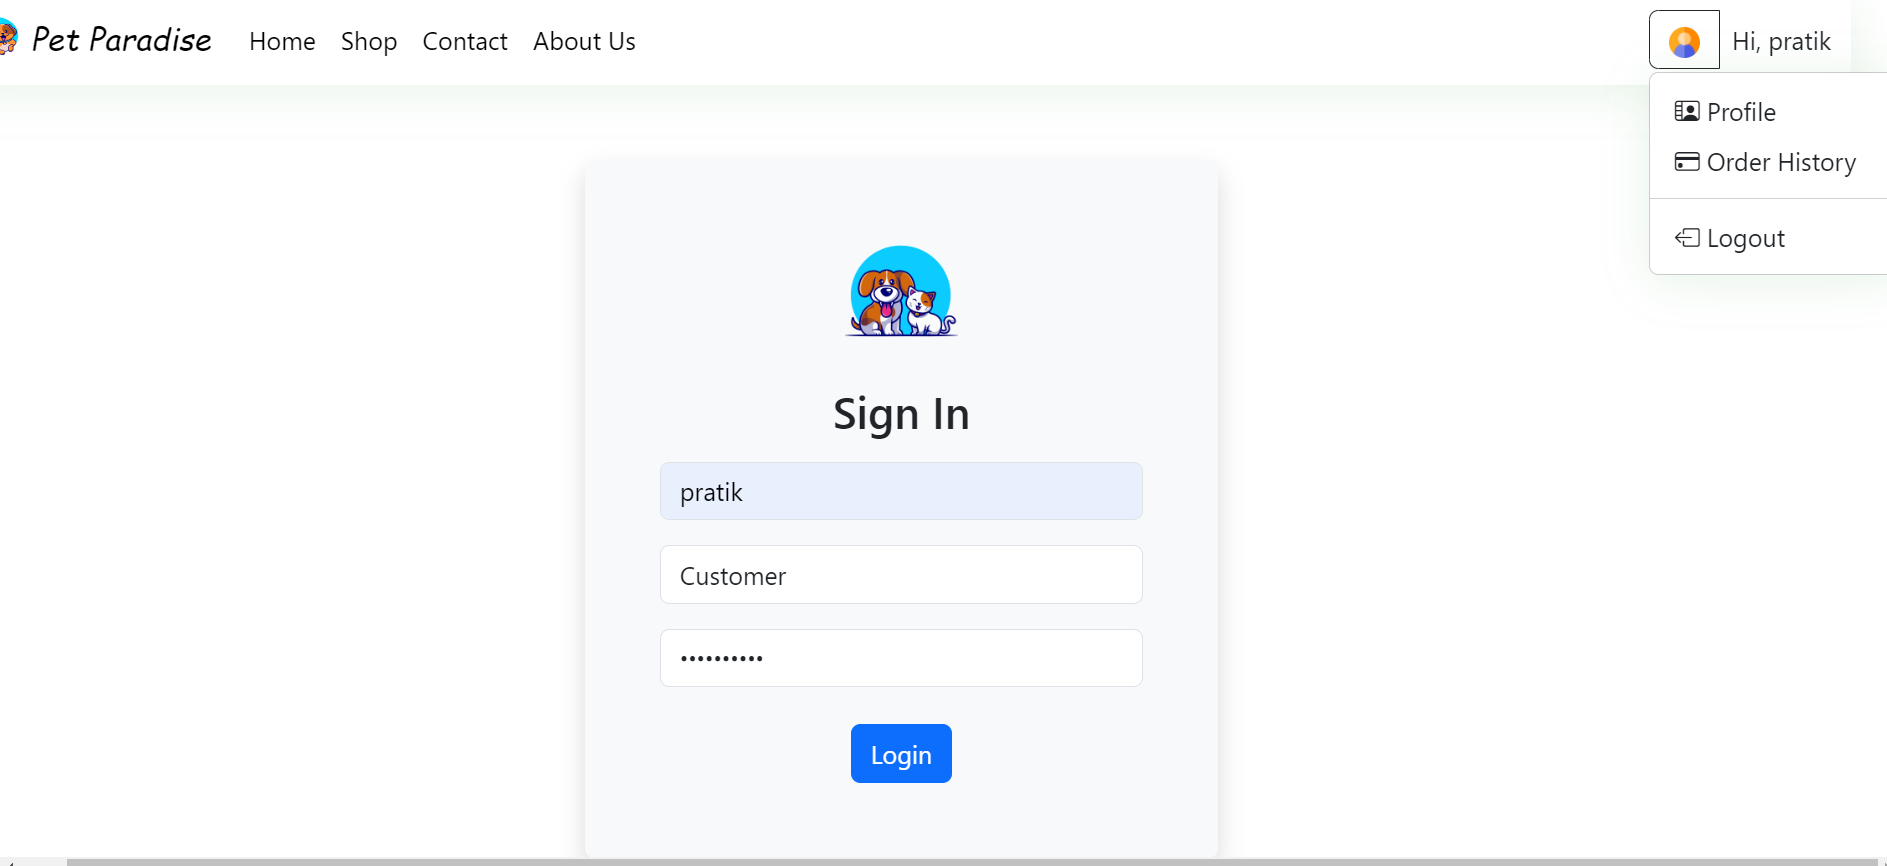 Pet Paradise Home Shop Contact About Us Hi, pratik
Profile
Order History
Logout
Sign In
pratik
Customer
••••••••••
Login